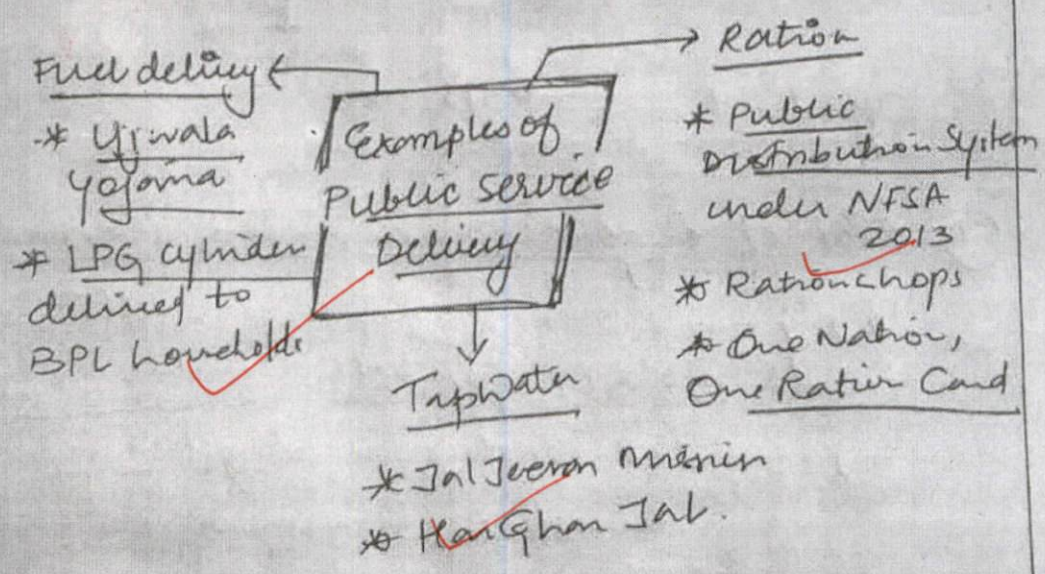 Fuel delivery
* Ujjwala
Yojana
* LPG cylinder
delivered to
BPL households
Examples of
Public Service
Delivery
Ration
* Public
Distribution System
under NFSA
2013
* Ration shops
* One Nation,
One Ration Card
Tap Water
* Jal Jeevan Mission
* Har Ghar Jal.